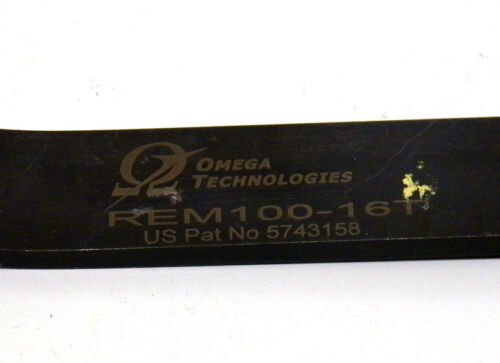 OMEGA
TECHNOLOGIES
REM100-16T
US Pat No 5743158